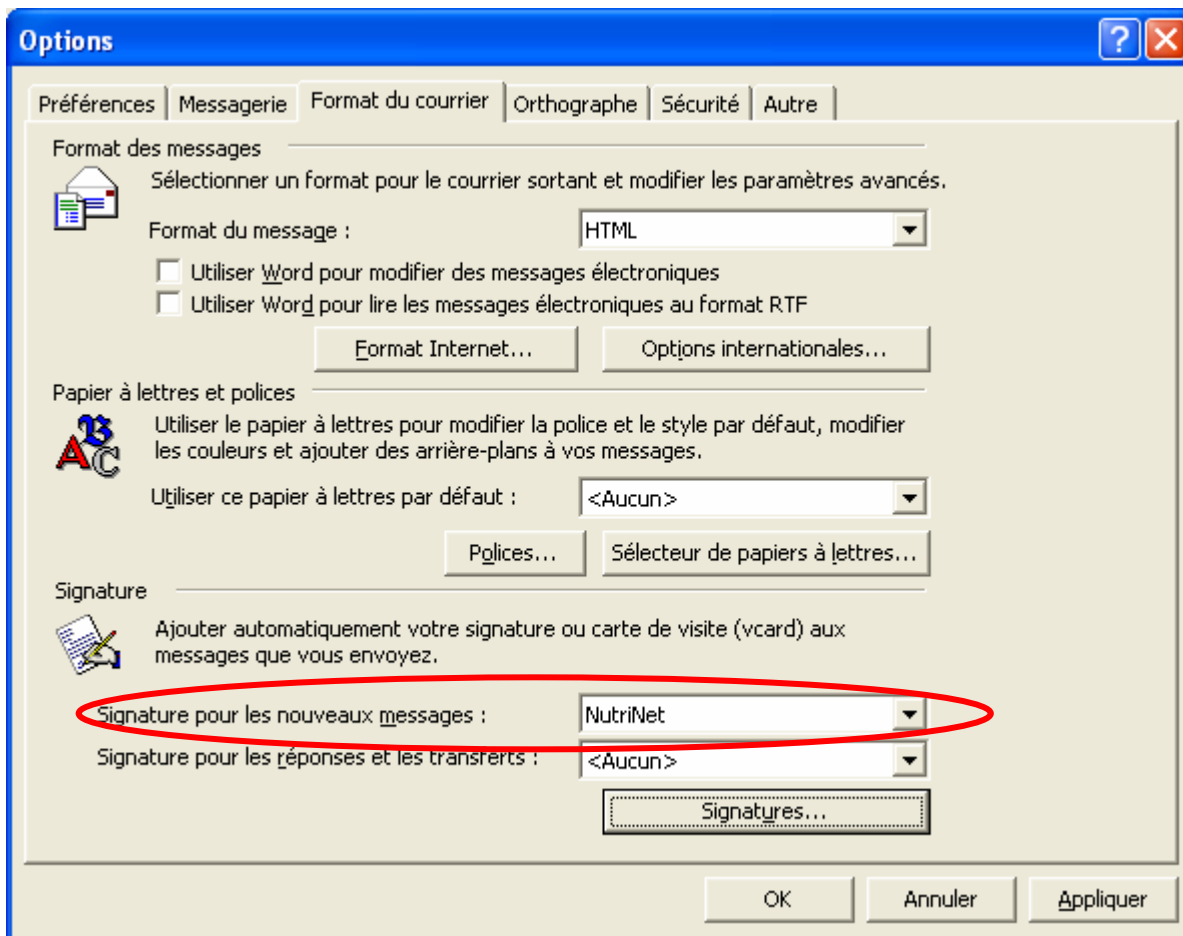 Options
Préférences Messagerie Format du courrier Orthographe Sécurité Autre
Format des messages
Sélectionner un format pour le courrier sortant et modifier les paramètres avancés.
Format du message : HTML
Utiliser Word pour modifier des messages électroniques
Utiliser Word pour lire les messages électroniques au format RTF
Format Internet... Options internationales...
Papier à lettres et polices
Utiliser le papier à lettres pour modifier la police et le style par défaut, modifier
les couleurs et ajouter des arrière-plans à vos messages.
Utiliser ce papier à lettres par défaut : <Aucun>
Polices... Sélecteur de papiers à lettres...
Signature
Ajouter automatiquement votre signature ou carte de visite (vcard) aux
messages que vous envoyez.
Signature pour les nouveaux messages : NutriNet
Signature pour les réponses et les transferts : <Aucun>
Signatures...
OK Annuler Appliquer